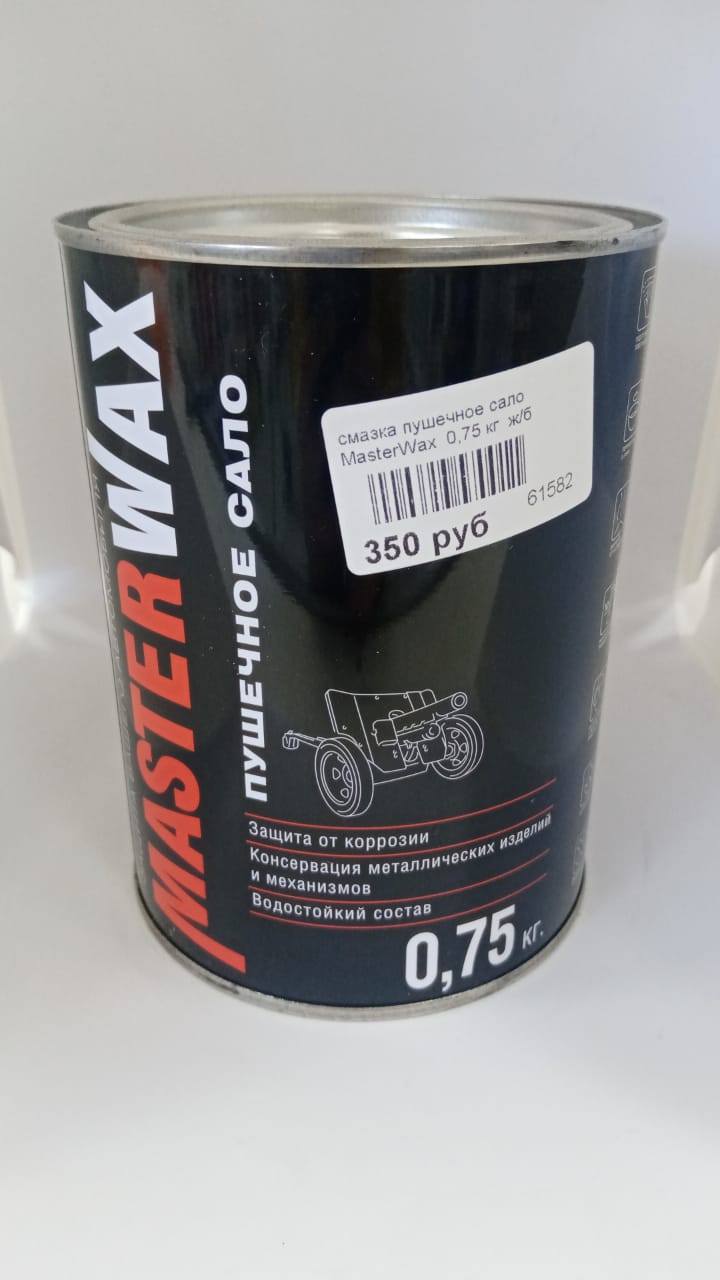 MASTERWAX
ПУШЕЧНОЕ САЛО
смазка пушечное сало
MasterWax 0,75 кг ж/б
61582
350 руб
Защита от коррозии
Консервация металлических изделий
и механизмов
Водостойкий состав
0,75 кг.